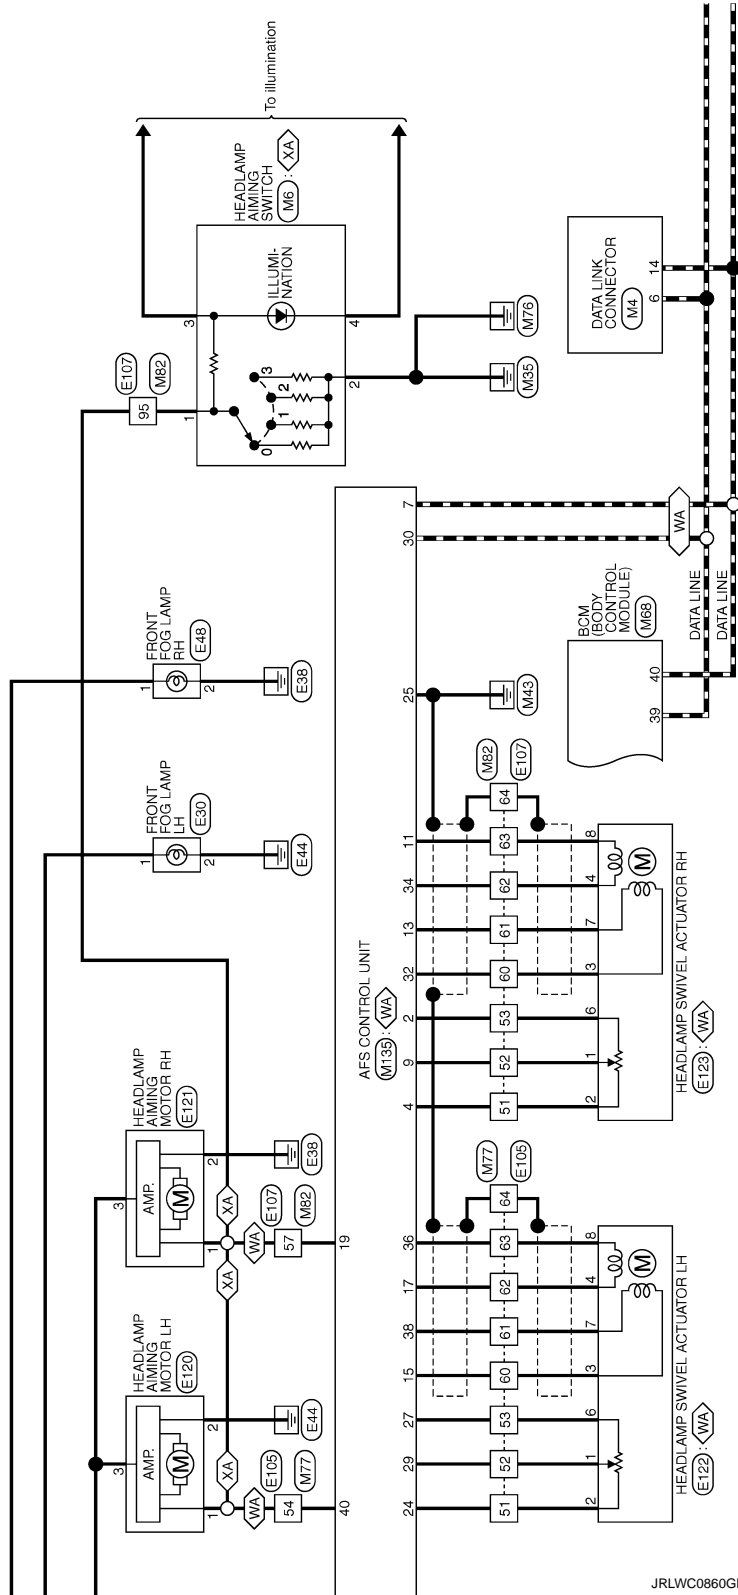 To illumination
HEADLAMP
AIMING
SWITCH
M6 : XA
ILLUMI-
NATION
3
4
1
2
0
1
2
3
E107
M82
95
M76
M35
DATA LINK
CONNECTOR
M4
6
14
7
30
WA
DATA LINE
DATA LINE
BCM
(BODY
CONTROL
MODULE)
M68
39
40
FRONT
FOG LAMP
RH
E48
1
2
E38
FRONT
FOG LAMP
LH
E30
1
2
E44
25
M43
M82
E107
64
AFS CONTROL UNIT
M135 : WA
4
9
2
32
13
34
11
51
52
53
60
61
62
63
2
1
6
3
7
4
8
M
HEADLAMP SWIVEL ACTUATOR RH
E123 : WA
HEADLAMP
AIMING
MOTOR RH
E121
3
AMP.
M
1
2
E38
XA
XA
WA
E107
M82
57
19
HEADLAMP
AIMING
MOTOR LH
E120
3
AMP.
M
1
2
E44
XA
WA
E105
M77
54
40
M77
E105
64
24
29
27
15
38
17
36
51
52
53
60
61
62
63
2
1
6
3
7
4
8
M
HEADLAMP SWIVEL ACTUATOR LH
E122 : WA